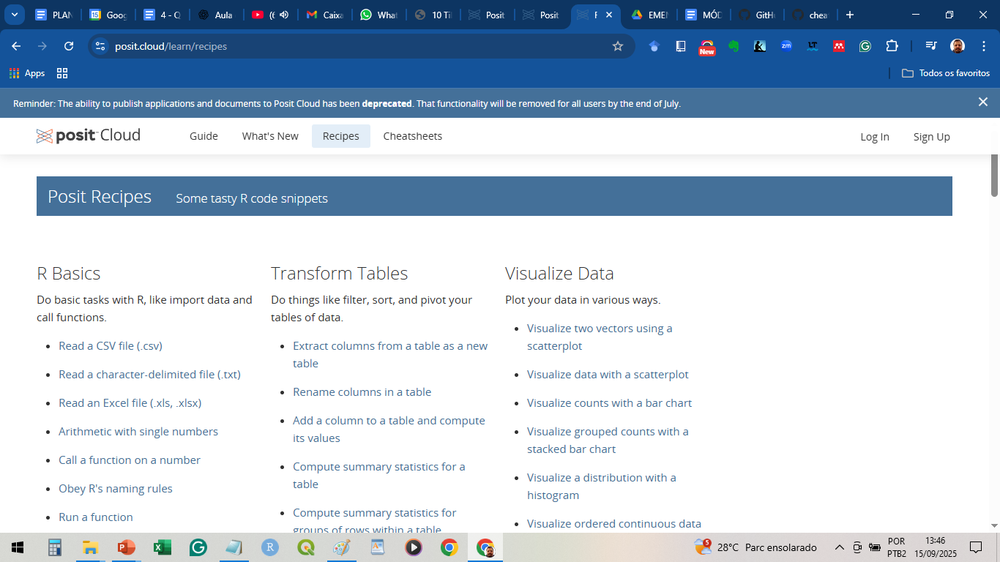 PLAN
Goog
4 - Q
Aula
(6
Caixa
What
10 Ti
Posit
Posit
EMEN
MÓD
GitH
chea
posit.cloud/learn/recipes
New
Apps
Todos os favoritos
Reminder: The ability to publish applications and documents to Posit Cloud has been deprecated. That functionality will be removed for all users by the end of July.
posit Cloud
Guide
What's New
Recipes
Cheatsheets
Log In
Sign Up
Posit Recipes
Some tasty R code snippets
R Basics
Do basic tasks with R, like import data and
call functions.
Read a CSV file (.csv)
Read a character-delimited file (.txt)
Read an Excel file (.xls, .xlsx)
Arithmetic with single numbers
Call a function on a number
Obey R's naming rules
Run a function
Transform Tables
Do things like filter, sort, and pivot your
tables of data.
Extract columns from a table as a new
table
Rename columns in a table
Add a column to a table and compute
its values
Compute summary statistics for a
table
Compute summary statistics for
groups of rows within a table
Visualize Data
Plot your data in various ways.
Visualize two vectors using a
scatterplot
Visualize data with a scatterplot
Visualize counts with a bar chart
Visualize grouped counts with a
stacked bar chart
Visualize a distribution with a
histogram
Visualize ordered continuous data
5
28°C Parc ensolarado
POR
PTB2
13:46
15/09/2025